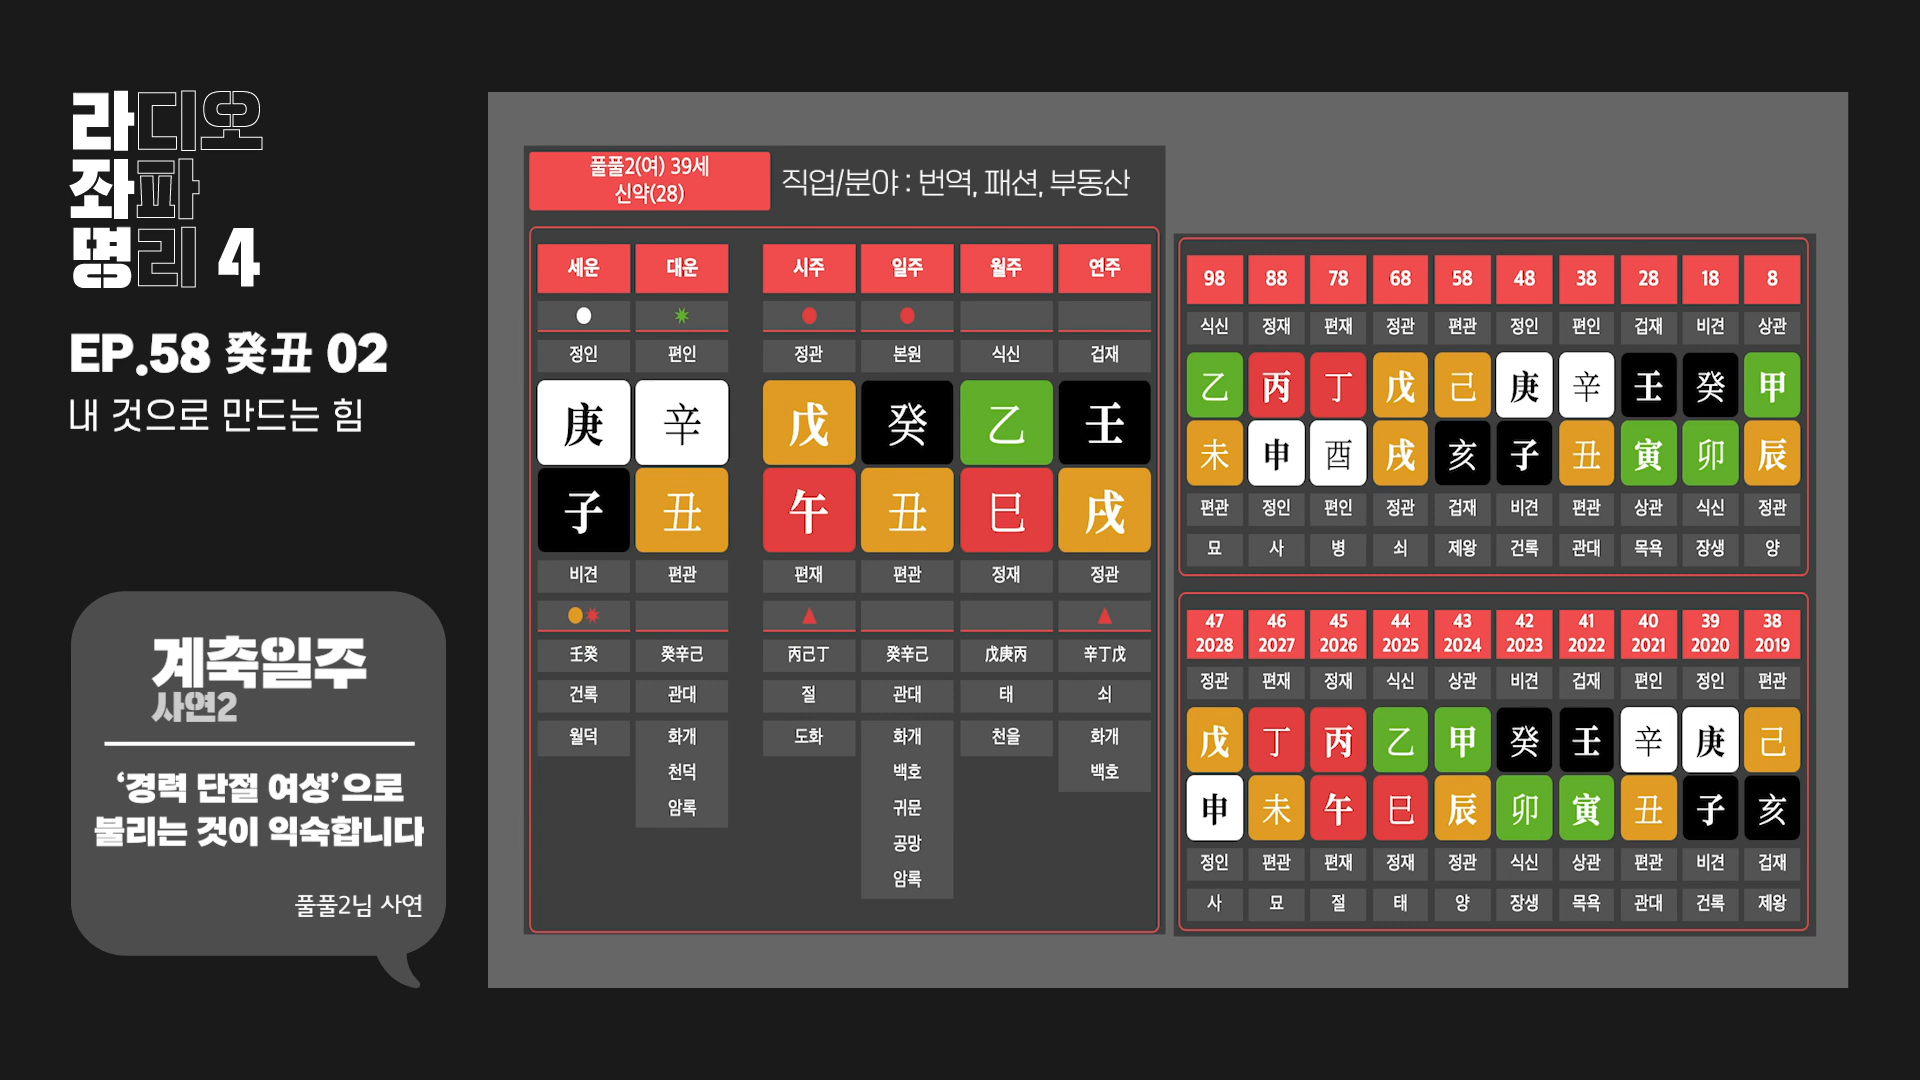 라디오
좌파
명리 4
EP.58 癸丑 02
내 것으로 만드는 힘
계축일주
사연2
‘경력 단절 여성’으로
불리는 것이 익숙합니다
풀풀2님 사연
풀풀2(여) 39세
신약(28)
직업/분야 : 번역, 패션, 부동산
세운 대운 시주 일주 월주 연주
정인 편인 정관 본원 식신 겁재
庚 辛 戊 癸 乙 壬
子 丑 午 丑 巳 戌
비견 편관 편재 편관 정재 정관
壬癸 癸辛己 丙己丁 癸辛己 戊庚丙 辛丁戊
건록 관대 절 관대 태 쇠
월덕 화개 도화 화개 천을 화개
천덕 백호 백호
암록 귀문
공망
암록
98 88 78 68 58 48 38 28 18 8
식신 정재 편재 정관 편관 정인 편인 겁재 비견 상관
乙 丙 丁 戊 己 庚 辛 壬 癸 甲
未 申 酉 戌 亥 子 丑 寅 卯 辰
편관 정인 편인 정관 겁재 비견 편관 상관 식신 정관
묘 사 병 쇠 제왕 건록 관대 목욕 장생 양
47 46 45 44 43 42 41 40 39 38
2028 2027 2026 2025 2024 2023 2022 2021 2020 2019
정관 편재 정재 식신 상관 비견 겁재 편인 정인 편관
戊 丁 丙 乙 甲 癸 壬 辛 庚 己
申 未 午 巳 辰 卯 寅 丑 子 亥
정인 편관 편재 정재 정관 식신 상관 편관 비견 겁재
사 묘 절 태 양 장생 목욕 관대 건록 제왕